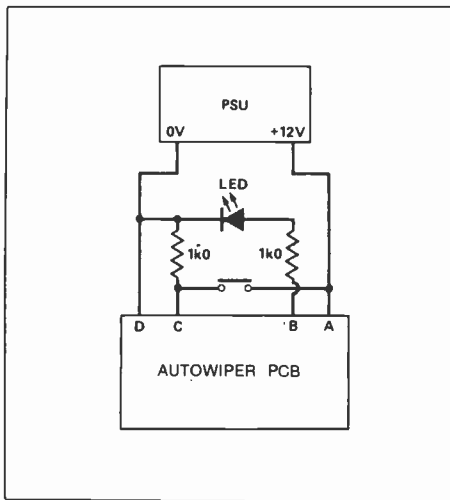 PSU
0V +12V
LED
1k0 1k0
D C B A
AUTOWIPER PCB